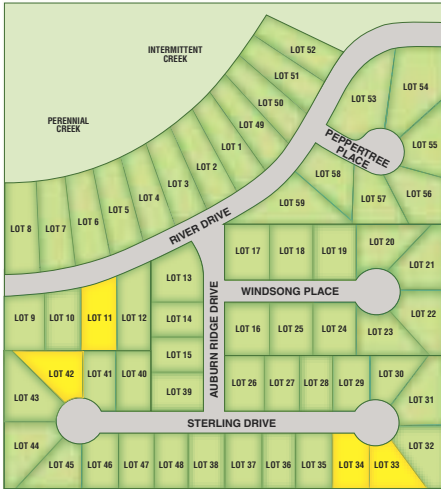 INTERMITTENT
CREEK
LOT 52
LOT 51
LOT 50
LOT 49
LOT 1
LOT 2
LOT 3
LOT 4
LOT 5
LOT 6
LOT 7
LOT 8
PERENNIAL
CREEK
LOT 53
LOT 54
LOT 55
LOT 56
LOT 57
LOT 58
LOT 59
PEPPERTREE
PLACE
RIVER DRIVE
LOT 9
LOT 10
LOT 11
LOT 12
LOT 13
LOT 14
LOT 15
LOT 39
AUBURN RIDGE DRIVE
LOT 17
LOT 18
LOT 19
LOT 20
LOT 21
WINDSONG PLACE
LOT 22
LOT 16
LOT 25
LOT 24
LOT 23
LOT 43
LOT 42
LOT 41
LOT 40
LOT 26
LOT 27
LOT 28
LOT 29
LOT 30
LOT 31
STERLING DRIVE
LOT 44
LOT 45
LOT 46
LOT 47
LOT 48
LOT 38
LOT 37
LOT 36
LOT 35
LOT 34
LOT 33
LOT 32